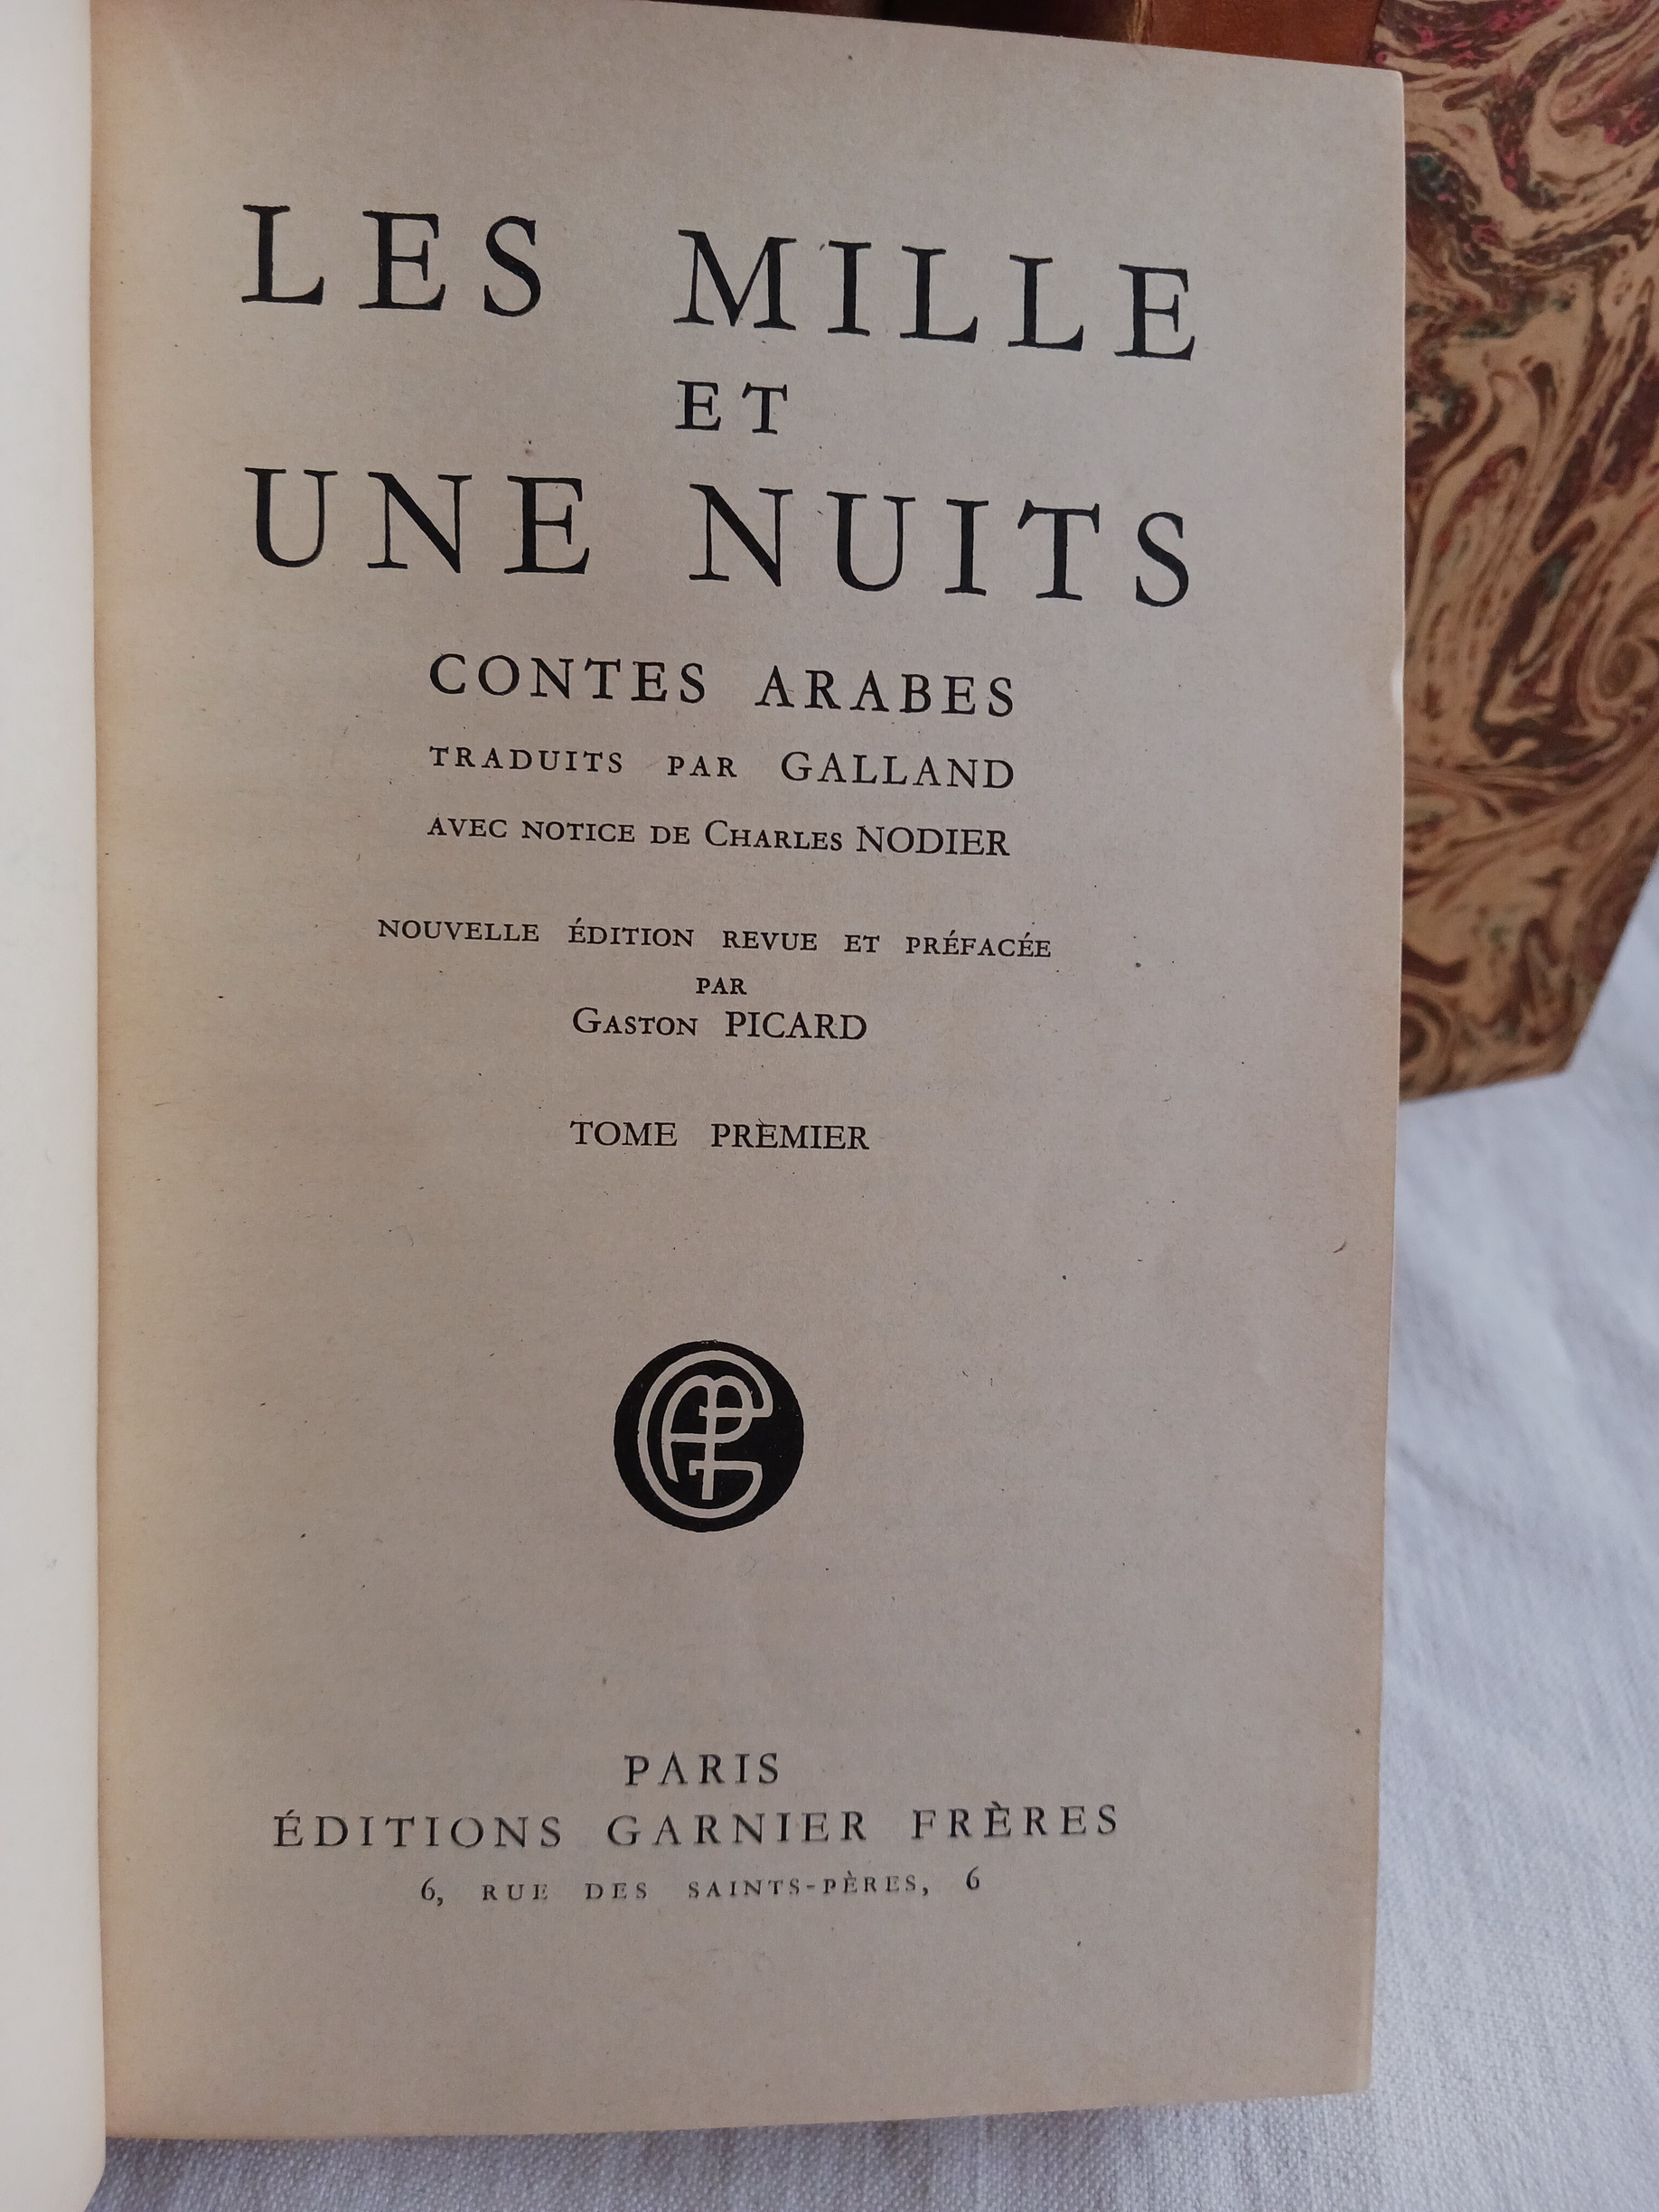 LES MILLE
ET
UNE NUITS
CONTES ARABES
TRADUITS PAR GALLAND
AVEC NOTICE DE CHARLES NODIER
NOUVELLE ÉDITION REVUE ET PRÉFACÉE
PAR
GASTON PICARD
TOME PREMIER
PARIS
ÉDITIONS GARNIER FRÈRES
6, RUE DES SAINTS-PÈRES, 6